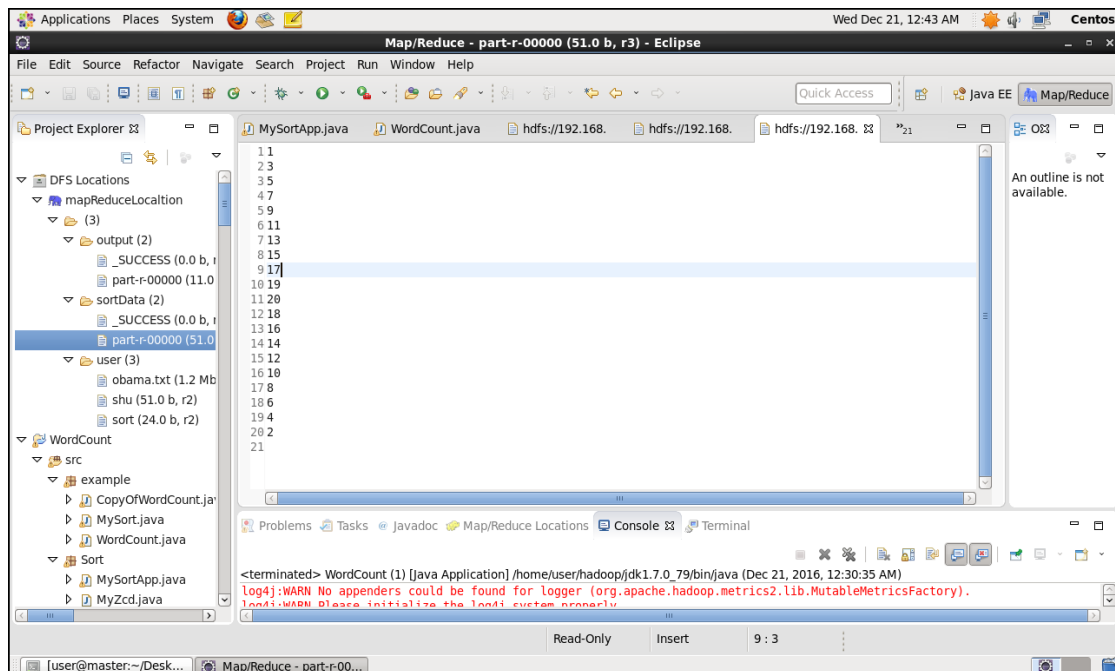 Applications Places System Wed Dec 21, 12:43 AM Centos
Map/Reduce - part-r-00000 (51.0 b, r3) - Eclipse
File Edit Source Refactor Navigate Search Project Run Window Help
Quick Access Java EE Map/Reduce
Project Explorer
MySortApp.java WordCount.java hdfs://192.168. hdfs://192.168. hdfs://192.168. »21
DFS Locations
mapReduceLocaltion
(3)
output (2)
_SUCCESS (0.0 b, r
part-r-00000 (11.0
sortData (2)
_SUCCESS (0.0 b, r
part-r-00000 (51.0
user (3)
obama.txt (1.2 Mb
shu (51.0 b, r2)
sort (24.0 b, r2)
WordCount
src
example
CopyOfWordCount.ja
MySort.java
WordCount.java
Sort
MySortApp.java
MyZcd.java
1 1
2 3
3 5
4 7
5 9
6 11
7 13
8 15
9 17
10 19
11 20
12 18
13 16
14 14
15 12
16 10
17 8
18 6
19 4
20 2
21
An outline is not
available.
Problems Tasks Javadoc Map/Reduce Locations Console Terminal
<terminated> WordCount (1) [Java Application] /home/user/hadoop/jdk1.7.0_79/bin/java (Dec 21, 2016, 12:30:35 AM)
log4j:WARN No appenders could be found for logger (org.apache.hadoop.metrics2.lib.MutableMetricsFactory).
log4j:WARN Please initialize the log4j system properly
Read-Only Insert 9 : 3
[user@master:~/Desk... Map/Reduce - part-r-00...